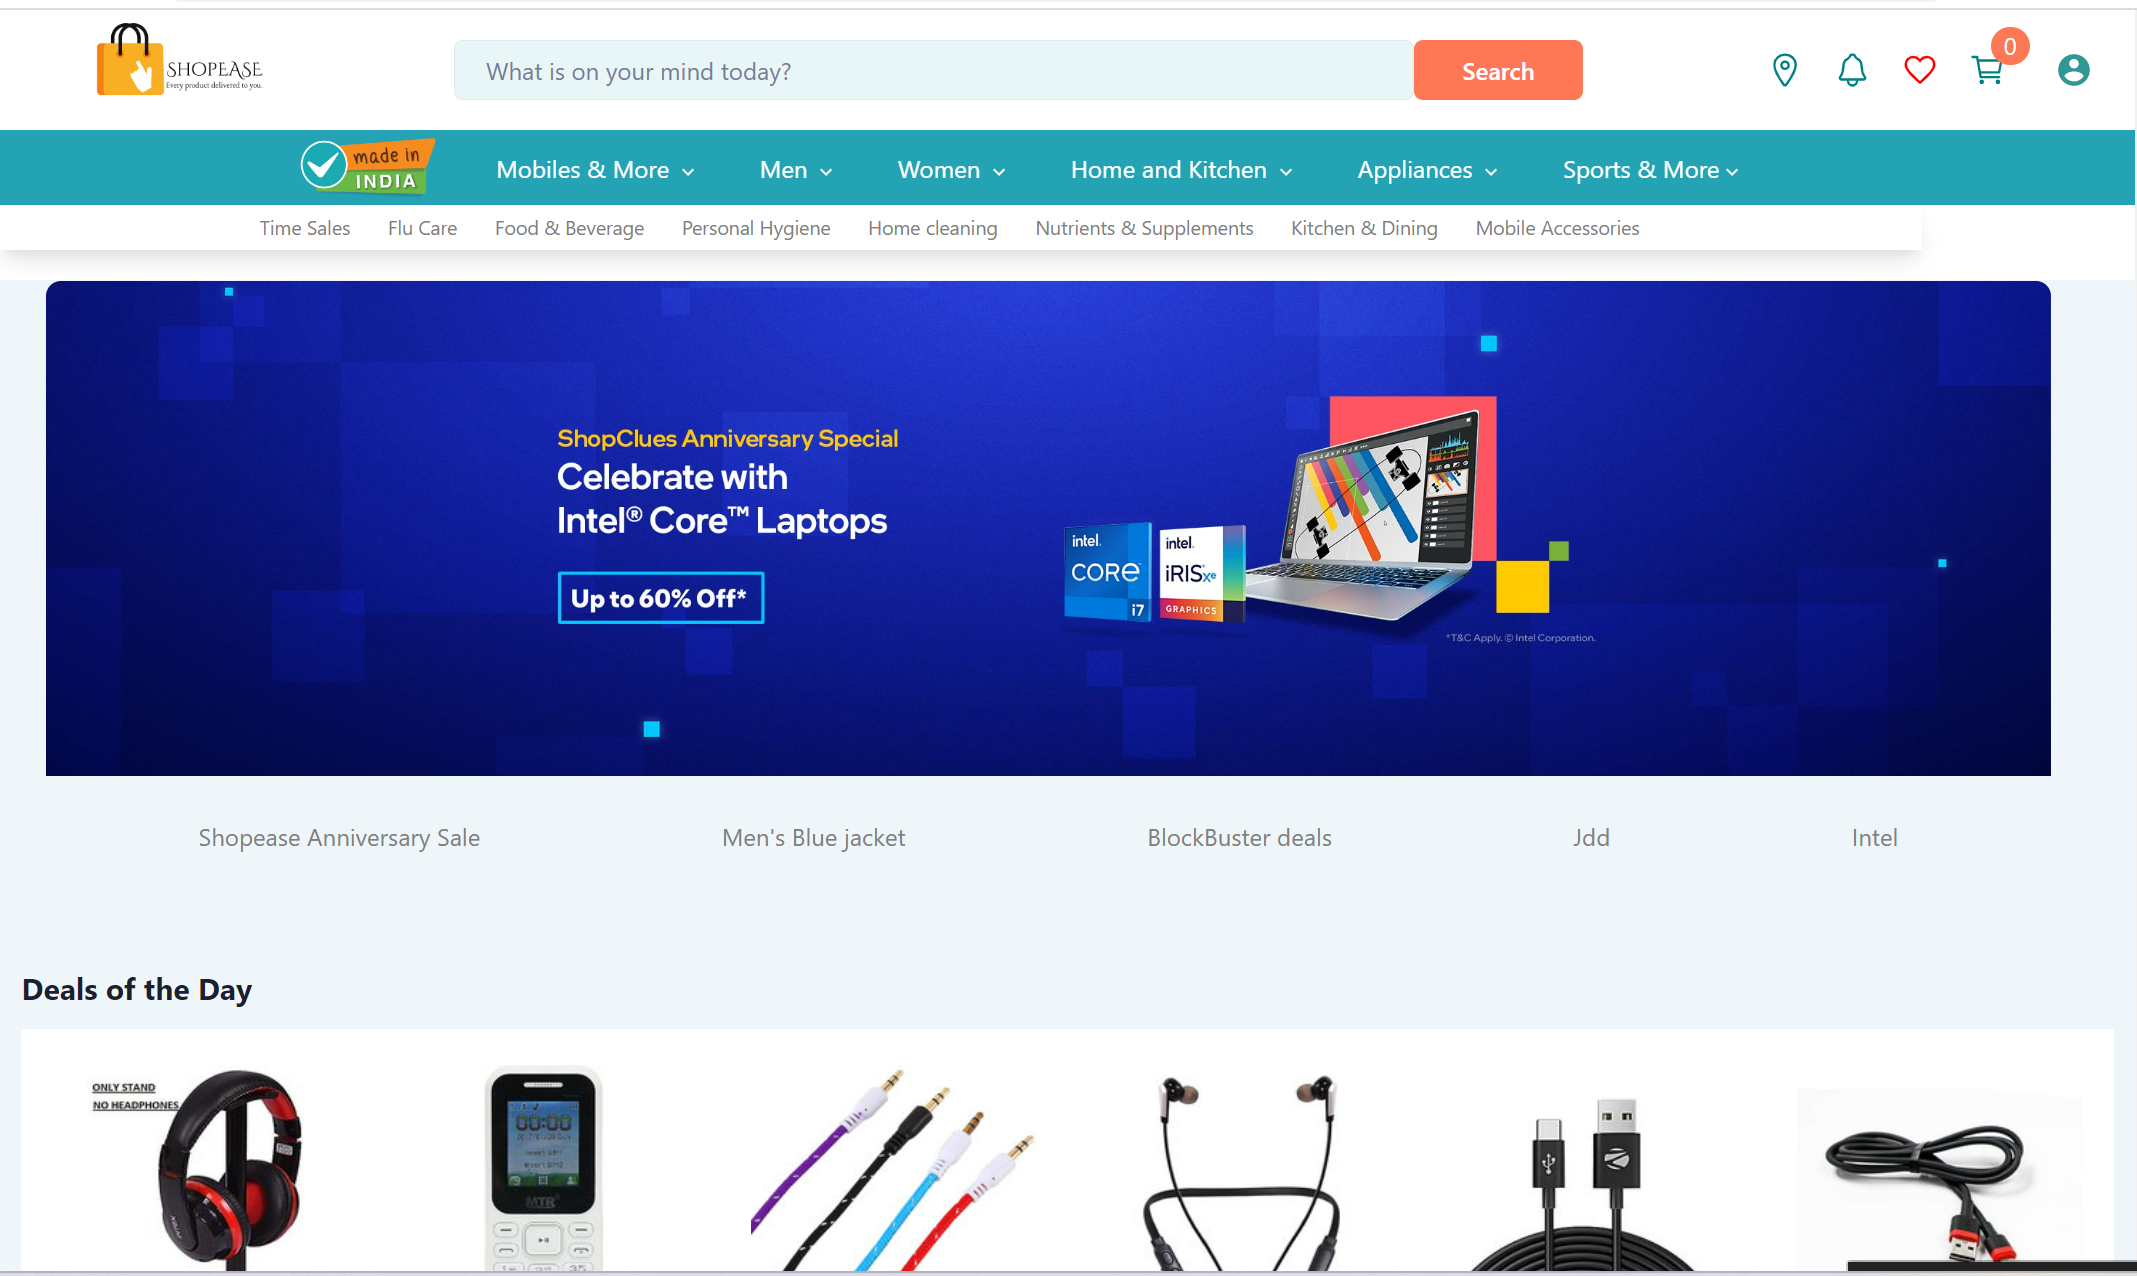 SHOPEASE
Every product delivered to you.
What is on your mind today?
Search
0
made in
INDIA
Mobiles & More
Men
Women
Home and Kitchen
Appliances
Sports & More
Time Sales
Flu Care
Food & Beverage
Personal Hygiene
Home cleaning
Nutrients & Supplements
Kitchen & Dining
Mobile Accessories
ShopClues Anniversary Special
Celebrate with
Intel® Core™ Laptops
Up to 60% Off*
intel.
CORE
i7
intel.
iRISxe
GRAPHICS
*T&C Apply. © Intel Corporation.
Shopease Anniversary Sale
Men's Blue jacket
BlockBuster deals
Jdd
Intel
Deals of the Day
ONLY STAND
NO HEADPHONES
00:00
MTR